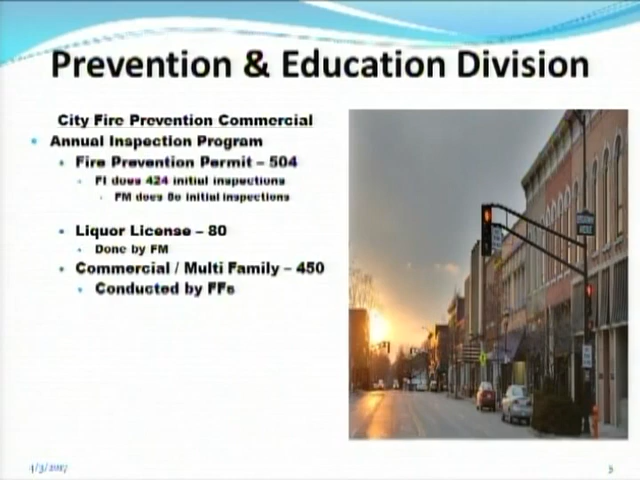 Prevention & Education Division
City Fire Prevention Commercial
Annual Inspection Program
Fire Prevention Permit – 504
FI does 424 initial inspections
FM does 80 initial inspections
Liquor License – 80
Done by FM
Commercial / Multi Family – 450
Conducted by FFs
4/3/2017